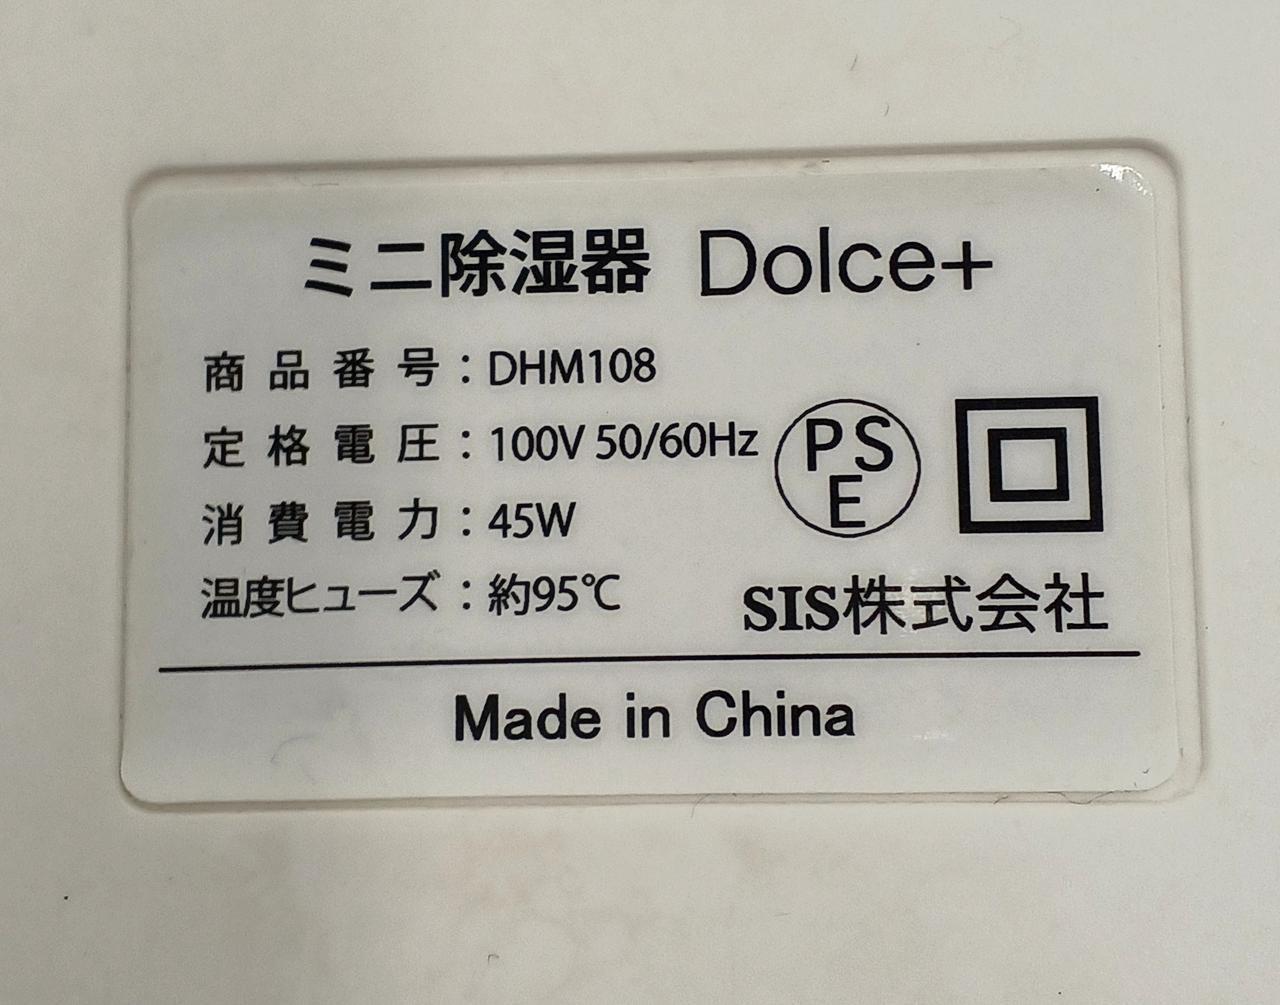 ミニ除湿器 Dolce+
商品番号：DHM108
定格電圧：100V 50/60Hz
消費電力：45W
温度ヒューズ：約95℃
PS
E
SIS株式会社
Made in China